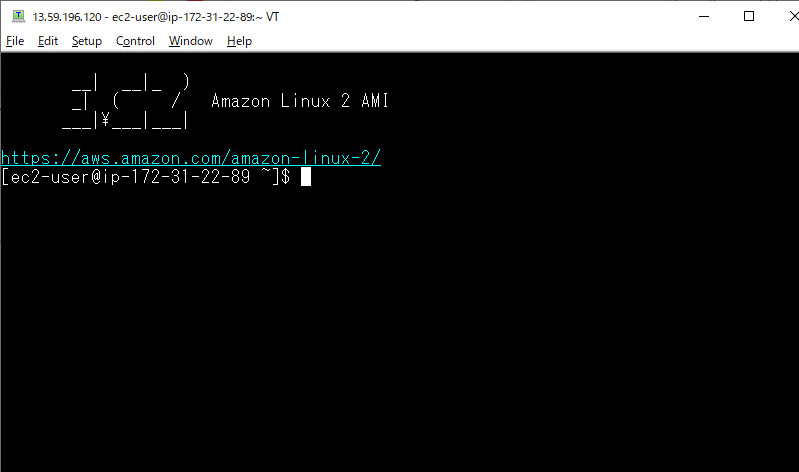 13.59.196.120 - ec2-user@ip-172-31-22-89:~ VT
File Edit Setup Control Window Help
__|  __|_  )
_|  (     /   Amazon Linux 2 AMI
___|¥___|___|
https://aws.amazon.com/amazon-linux-2/
[ec2-user@ip-172-31-22-89 ~]$